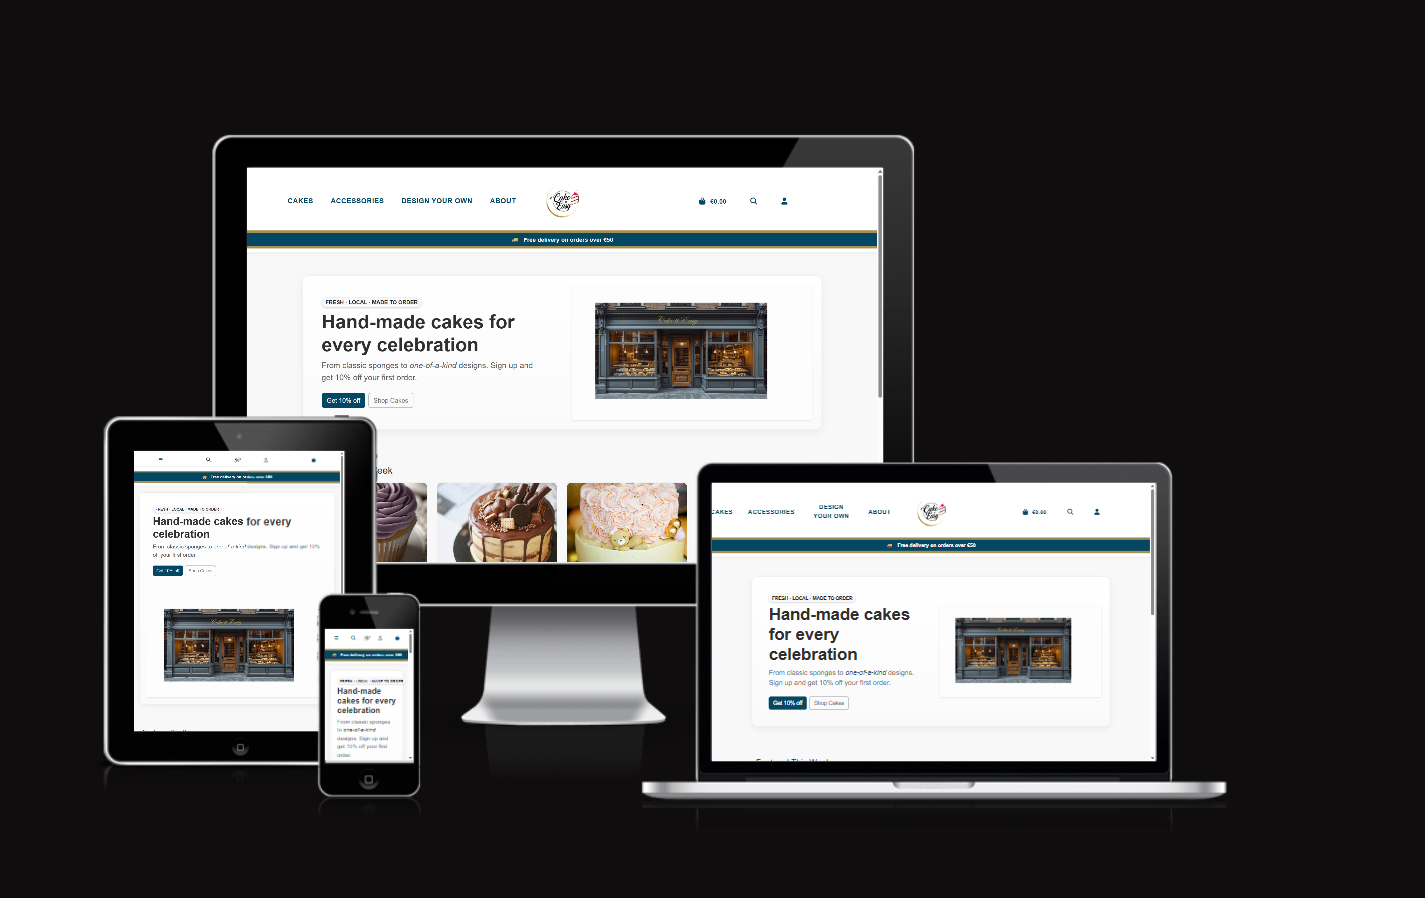 CAKES ACCESSORIES DESIGN YOUR OWN ABOUT
Cake
Easy
€0.00
Free delivery on orders over €50
FRESH · LOCAL · MADE TO ORDER
Hand-made cakes for
every celebration
From classic sponges to one-of-a-kind designs. Sign up and
get 10% off your first order.
Get 10% off Shop Cakes
eek
Free delivery on orders over €50
FRESH · LOCAL · MADE TO ORDER
Hand-made cakes for every
celebration
From classic sponges to one-of-a-kind designs. Sign up and get 10%
off your first order.
Get 10% off Shop Cakes
Free delivery on orders over €50
FRESH · LOCAL · MADE TO ORDER
Hand-made
cakes for every
celebration
From classic sponges
to one-of-a-kind
designs. Sign up and
get 10% off your first
order.
CAKES ACCESSORIES DESIGN
YOUR OWN ABOUT
Cake
Easy
€0.00
Free delivery on orders over €50
FRESH · LOCAL · MADE TO ORDER
Hand-made cakes
for every
celebration
From classic sponges to one-of-a-kind designs.
Sign up and get 10% off your first order.
Get 10% off Shop Cakes